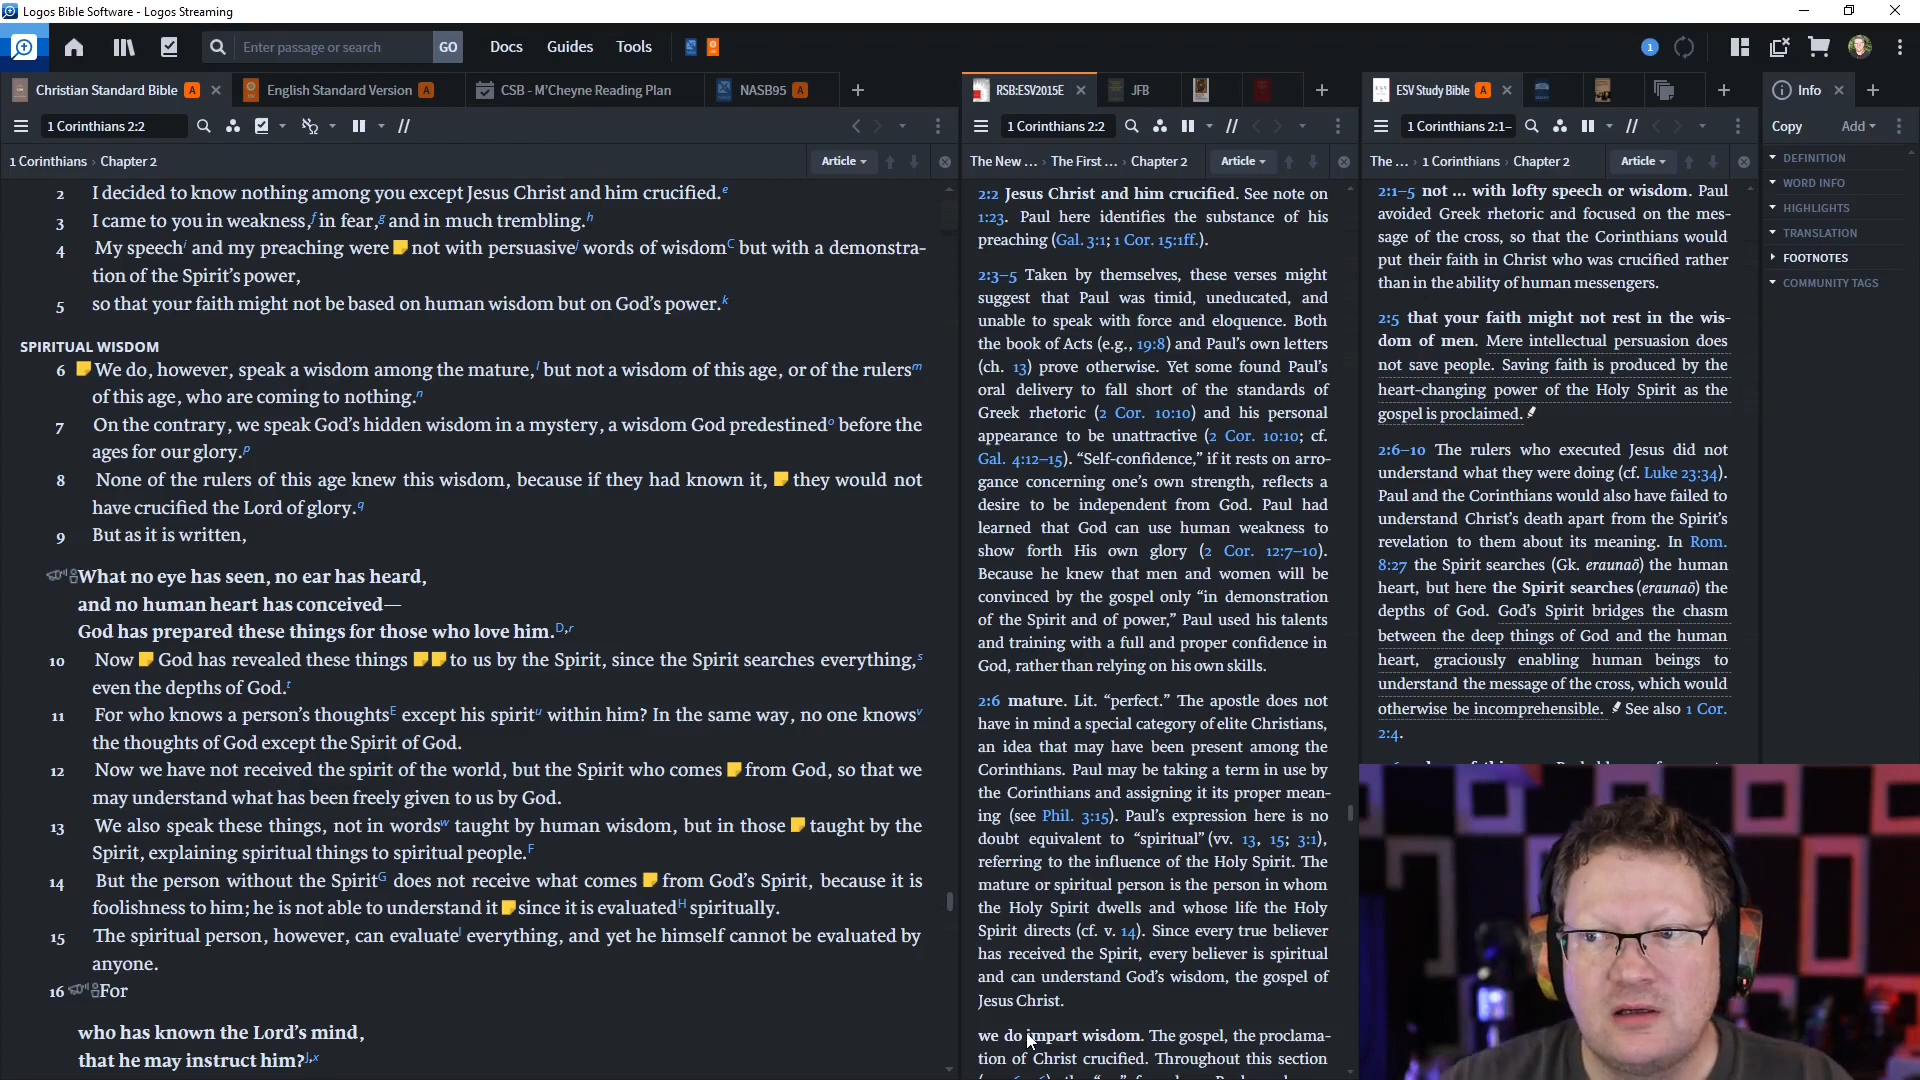 Logos Bible Software - Logos Streaming
Enter passage or search
GO
Docs
Guides
Tools
1
Christian Standard Bible A
English Standard Version A
CSB - M'Cheyne Reading Plan
NASB95 A
1 Corinthians 2:2
1 Corinthians › Chapter 2
Article
2 I decided to know nothing among you except Jesus Christ and him crucified.e
3 I came to you in weakness,f in fear,g and in much trembling.h
4 My speechi and my preaching were not with persuasivej words of wisdomC but with a demonstra-
tion of the Spirit’s power,
5 so that your faith might not be based on human wisdom but on God’s power.k
SPIRITUAL WISDOM
6 We do, however, speak a wisdom among the mature,l but not a wisdom of this age, or of the rulersm
of this age, who are coming to nothing.n
7 On the contrary, we speak God’s hidden wisdom in a mystery, a wisdom God predestinedo before the
ages for our glory.p
8 None of the rulers of this age knew this wisdom, because if they had known it, they would not
have crucified the Lord of glory.q
9 But as it is written,
What no eye has seen, no ear has heard,
and no human heart has conceived—
God has prepared these things for those who love him.D,r
10 Now God has revealed these things to us by the Spirit, since the Spirit searches everything,s
even the depths of God.t
11 For who knows a person’s thoughtsE except his spiritu within him? In the same way, no one knowsv
the thoughts of God except the Spirit of God.
12 Now we have not received the spirit of the world, but the Spirit who comes from God, so that we
may understand what has been freely given to us by God.
13 We also speak these things, not in wordsw taught by human wisdom, but in those taught by the
Spirit, explaining spiritual things to spiritual people.F
14 But the person without the SpiritG does not receive what comes from God’s Spirit, because it is
foolishness to him; he is not able to understand it since it is evaluatedH spiritually.
15 The spiritual person, however, can evaluateI everything, and yet he himself cannot be evaluated by
anyone.
16 For
who has known the Lord’s mind,
that he may instruct him?J,x
RSB:ESV2015E
JFB
1 Corinthians 2:2
The New ... › The First ... › Chapter 2
Article
2:2 Jesus Christ and him crucified. See note on
1:23. Paul here identifies the substance of his
preaching (Gal. 3:1; 1 Cor. 15:1ff.).
2:3–5 Taken by themselves, these verses might
suggest that Paul was timid, uneducated, and
unable to speak with force and eloquence. Both
the book of Acts (e.g., 19:8) and Paul’s own letters
(ch. 13) prove otherwise. Yet some found Paul’s
oral delivery to fall short of the standards of
Greek rhetoric (2 Cor. 10:10) and his personal
appearance to be unattractive (2 Cor. 10:10; cf.
Gal. 4:12–15). “Self-confidence,” if it rests on arro-
gance concerning one’s own strength, reflects a
desire to be independent from God. Paul had
learned that God can use human weakness to
show forth His own glory (2 Cor. 12:7–10).
Because he knew that men and women will be
convinced by the gospel only “in demonstration
of the Spirit and of power,” Paul used his talents
and training with a full and proper confidence in
God, rather than relying on his own skills.
2:6 mature. Lit. “perfect.” The apostle does not
have in mind a special category of elite Christians,
an idea that may have been present among the
Corinthians. Paul may be taking a term in use by
the Corinthians and assigning it its proper mean-
ing (see Phil. 3:15). Paul’s expression here is no
doubt equivalent to “spiritual” (vv. 13, 15; 3:1),
referring to the influence of the Holy Spirit. The
mature or spiritual person is the person in whom
the Holy Spirit dwells and whose life the Holy
Spirit directs (cf. v. 14). Since every true believer
has received the Spirit, every believer is spiritual
and can understand God’s wisdom, the gospel of
Jesus Christ.
we do impart wisdom. The gospel, the proclama-
tion of Christ crucified. Throughout this section
ESV Study Bible A
1 Corinthians 2:1–
The ... › 1 Corinthians › Chapter 2
Article
2:1–5 not ... with lofty speech or wisdom. Paul
avoided Greek rhetoric and focused on the mes-
sage of the cross, so that the Corinthians would
put their faith in Christ who was crucified rather
than in the ability of human messengers.
2:5 that your faith might not rest in the wis-
dom of men. Mere intellectual persuasion does
not save people. Saving faith is produced by the
heart-changing power of the Holy Spirit as the
gospel is proclaimed.
2:6–10 The rulers who executed Jesus did not
understand what they were doing (cf. Luke 23:34).
Paul and the Corinthians would also have failed to
understand Christ’s death apart from the Spirit’s
revelation to them about its meaning. In Rom.
8:27 the Spirit searches (Gk. eraunaō) the human
heart, but here the Spirit searches (eraunaō) the
depths of God. God’s Spirit bridges the chasm
between the deep things of God and the human
heart, graciously enabling human beings to
understand the message of the cross, which would
otherwise be incomprehensible. See also 1 Cor.
2:4.
Info
Copy
Add
DEFINITION
WORD INFO
HIGHLIGHTS
TRANSLATION
FOOTNOTES
COMMUNITY TAGS